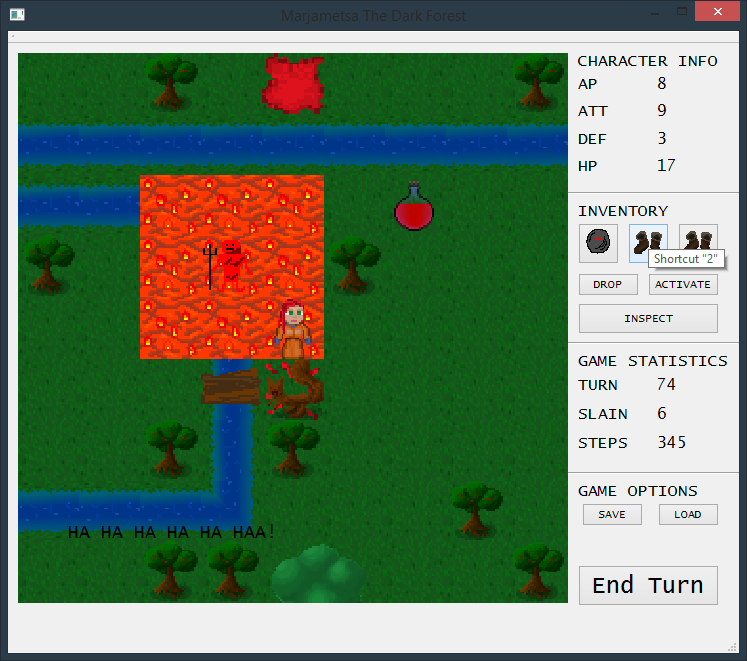 Marjametsa The Dark Forest
CHARACTER INFO
AP 8
ATT 9
DEF 3
HP 17
INVENTORY
Shortcut "2"
DROP ACTIVATE
INSPECT
GAME STATISTICS
TURN 74
SLAIN 6
STEPS 345
GAME OPTIONS
SAVE LOAD
HA HA HA HA HA HAA!
End Turn